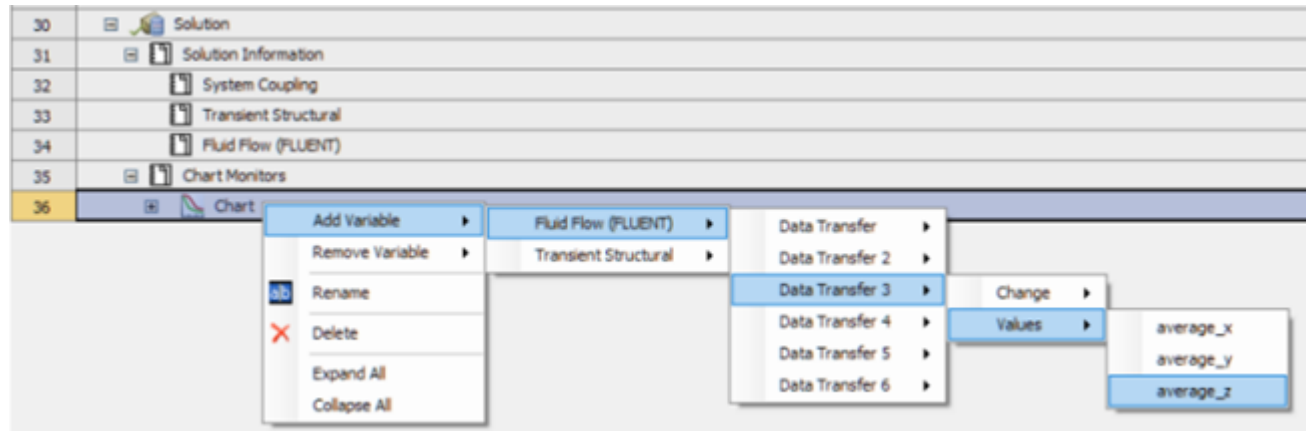 30 Solution
31 Solution Information
32 System Coupling
33 Transient Structural
34 Fluid Flow (FLUENT)
35 Chart Monitors
36 Chart
Add Variable
Remove Variable
ab Rename
Delete
Expand All
Collapse All
Fluid Flow (FLUENT)
Transient Structural
Data Transfer
Data Transfer 2
Data Transfer 3
Data Transfer 4
Data Transfer 5
Data Transfer 6
Change
Values
average_x
average_y
average_z